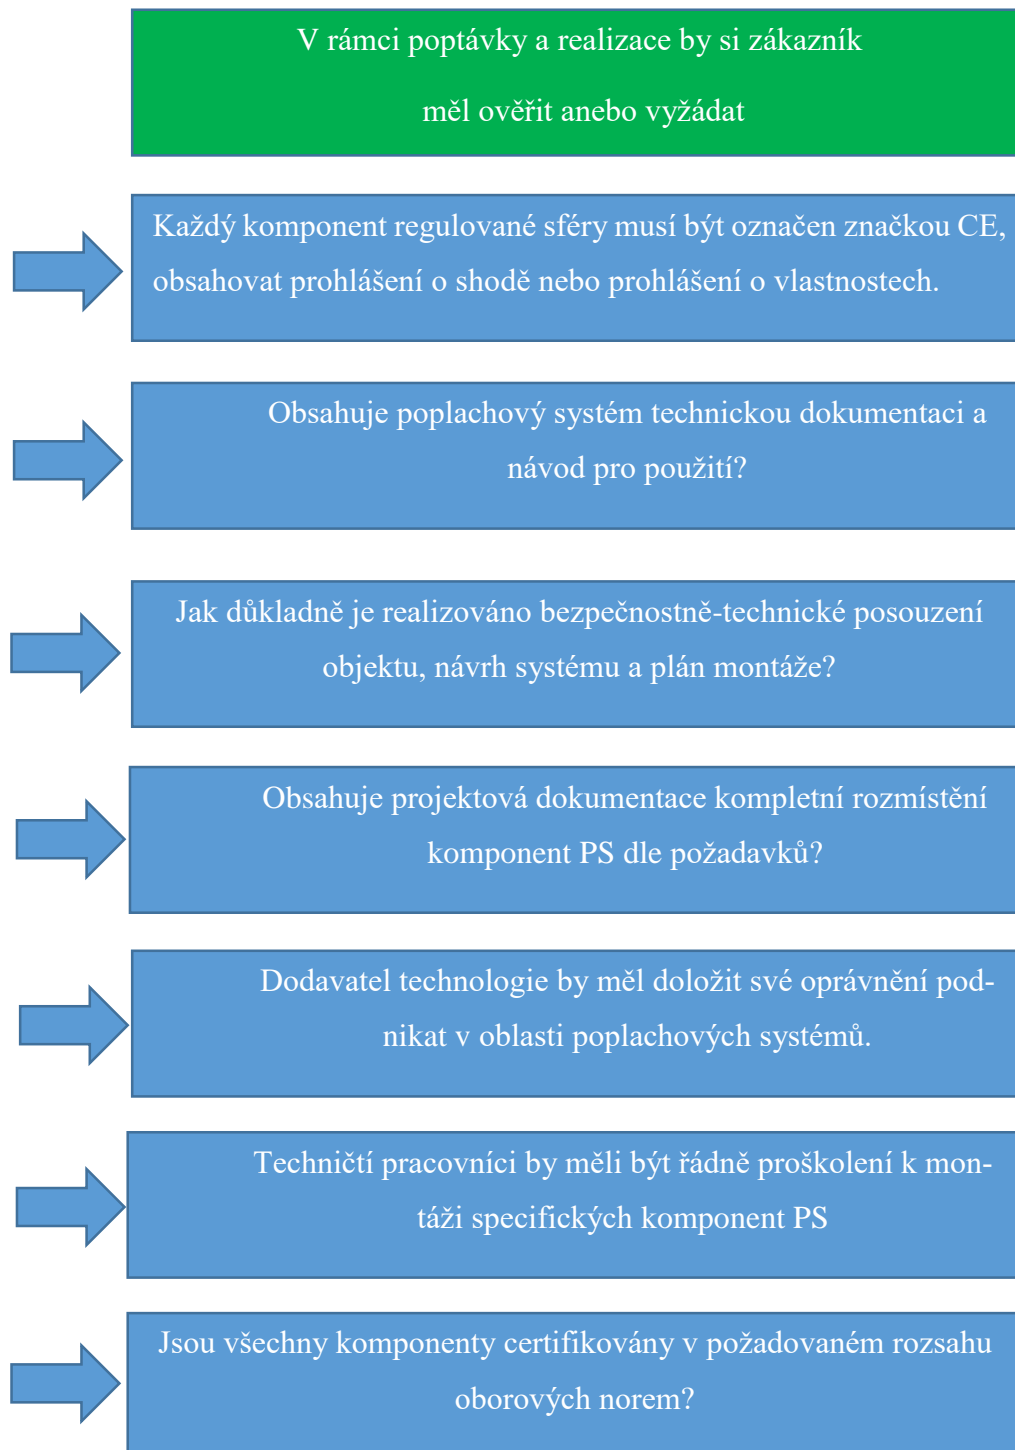 V rámci poptávky a realizace by si zákazník
měl ověřit anebo vyžádat
Každý komponent regulované sféry musí být označen značkou CE,
obsahovat prohlášení o shodě nebo prohlášení o vlastnostech.
Obsahuje poplachový systém technickou dokumentaci a
návod pro použití?
Jak důkladně je realizováno bezpečnostně-technické posouzení
objektu, návrh systému a plán montáže?
Obsahuje projektová dokumentace kompletní rozmístění
komponent PS dle požadavků?
Dodavatel technologie by měl doložit své oprávnění pod-
nikat v oblasti poplachových systémů.
Techničtí pracovníci by měli být řádně proškolení k mon-
táži specifických komponent PS
Jsou všechny komponenty certifikovány v požadovaném rozsahu
oborových norem?